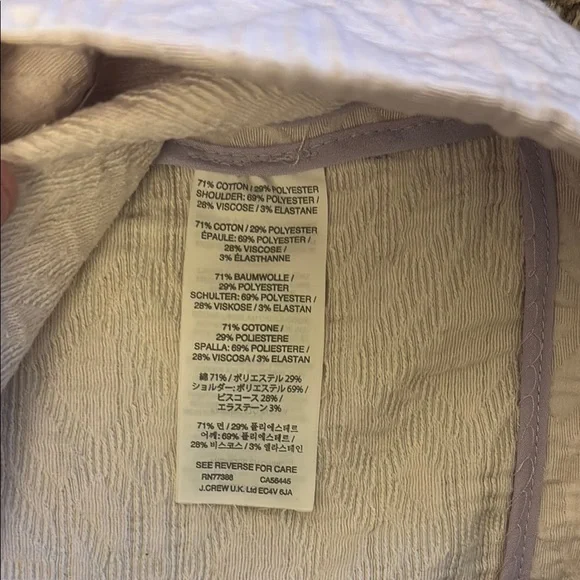 71% COTTON / 29% POLYESTER
SHOULDER: 69% POLYESTER /
28% VISCOSE / 3% ELASTANE
71% COTON / 29% POLYESTER
ÉPAULE: 69% POLYESTER /
28% VISCOSE /
3% ÉLASTHANNE
71% BAUMWOLLE /
29% POLYESTER
SCHULTER: 69% POLYESTER /
28% VISKOSE / 3% ELASTAN
71% COTONE /
29% POLIESTERE
SPALLA: 69% POLIESTERE /
28% VISCOSA / 3% ELASTAN
綿 71% / ポリエステル 29%
ショルダー: ポリエステル 69% /
ビスコース 28% /
エラステーン 3%
71% 면 / 29% 폴리에스테르
어깨: 69% 폴리에스테르 /
28% 비스코스 / 3% 엘라스테인
SEE REVERSE FOR CARE
RN77388 CA56445
J.CREW U.K. Ltd EC4V 6JA